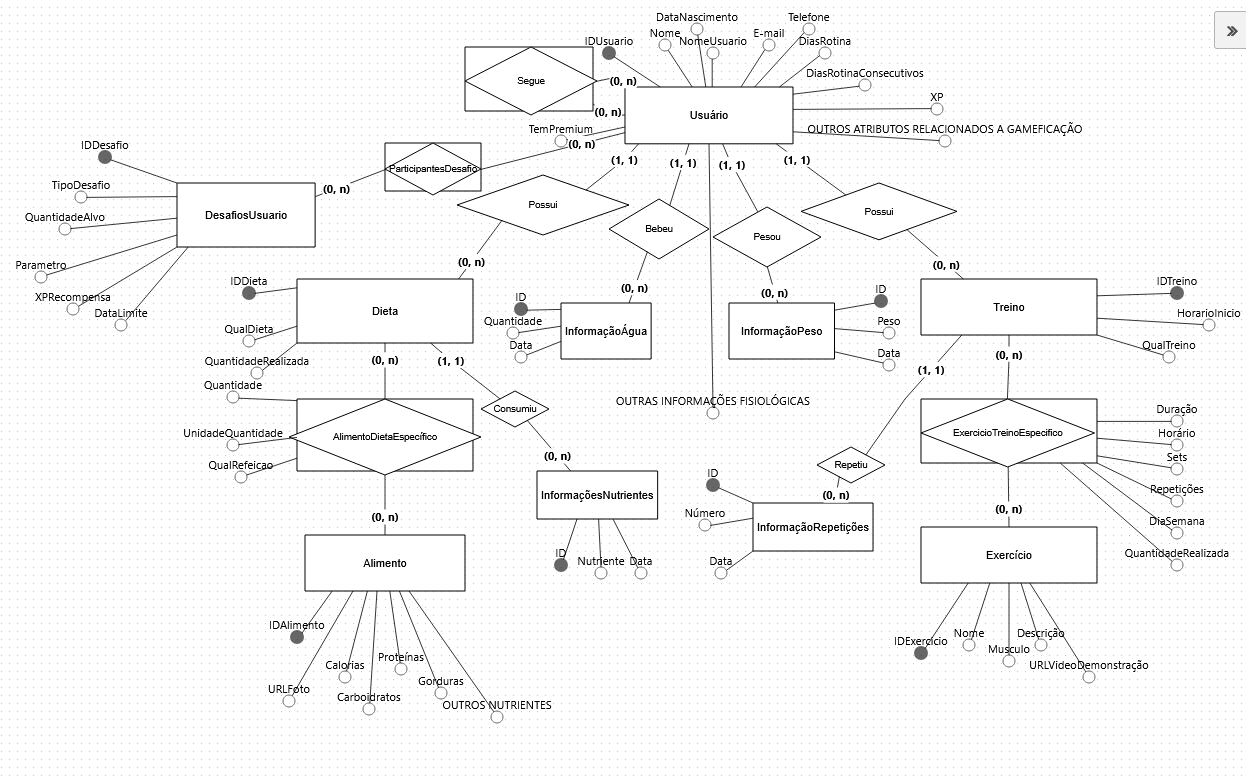 »
DataNascimento
Telefone
IDUsuario
Nome
NomeUsuario
E-mail
DiasRotina
DiasRotinaConsecutivos
Segue
(0, n)
(0, n)
XP
Usuário
TemPremium
OUTROS ATRIBUTOS RELACIONADOS A GAMEFICAÇÃO
(0, n)
IDDesafio
ParticipantesDesafio
(1, 1)
(1, 1)
(1, 1)
(1, 1)
TipoDesafio
(0, n)
DesafiosUsuario
QuantidadeAlvo
Possui
Bebeu
Pesou
Possui
Parametro
XPRecompensa
DataLimite
(0, n)
(0, n)
(0, n)
(0, n)
IDDieta
Dieta
QualDieta
QuantidadeRealizada
ID
Quantidade
Data
InformaçãoÁgua
InformaçãoPeso
ID
Peso
Data
Treino
IDTreino
HorarioInicio
QualTreino
(0, n)
(1, 1)
(1, 1)
(0, n)
Quantidade
UnidadeQuantidade
QualRefeicao
AlimentoDietaEspecífico
Consumiu
OUTRAS INFORMAÇÕES FISIOLÓGICAS
ExercicioTreinoEspecifico
Duração
Horário
Sets
Repetições
DiaSemana
QuantidadeRealizada
(0, n)
Repetiu
(0, n)
InformaçõesNutrientes
ID
Número
Data
InformaçãoRepetições
(0, n)
(0, n)
Alimento
ID
Nutriente
Data
Exercício
IDAlimento
URLFoto
Calorias
Carboidratos
Proteínas
Gorduras
OUTROS NUTRIENTES
IDExercicio
Nome
Musculo
Descrição
URLVideoDemonstração